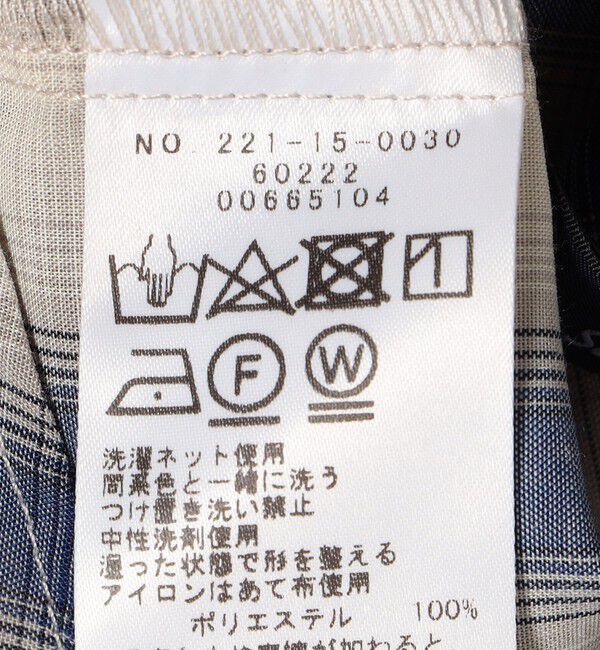 NO. 221-15-0030
60222
00665104
F W
洗濯ネット使用
同系色と一緒に洗う
つけ置き洗い禁止
中性洗剤使用
湿った状態で形を整える
アイロンはあて布使用
ポリエステル 100%